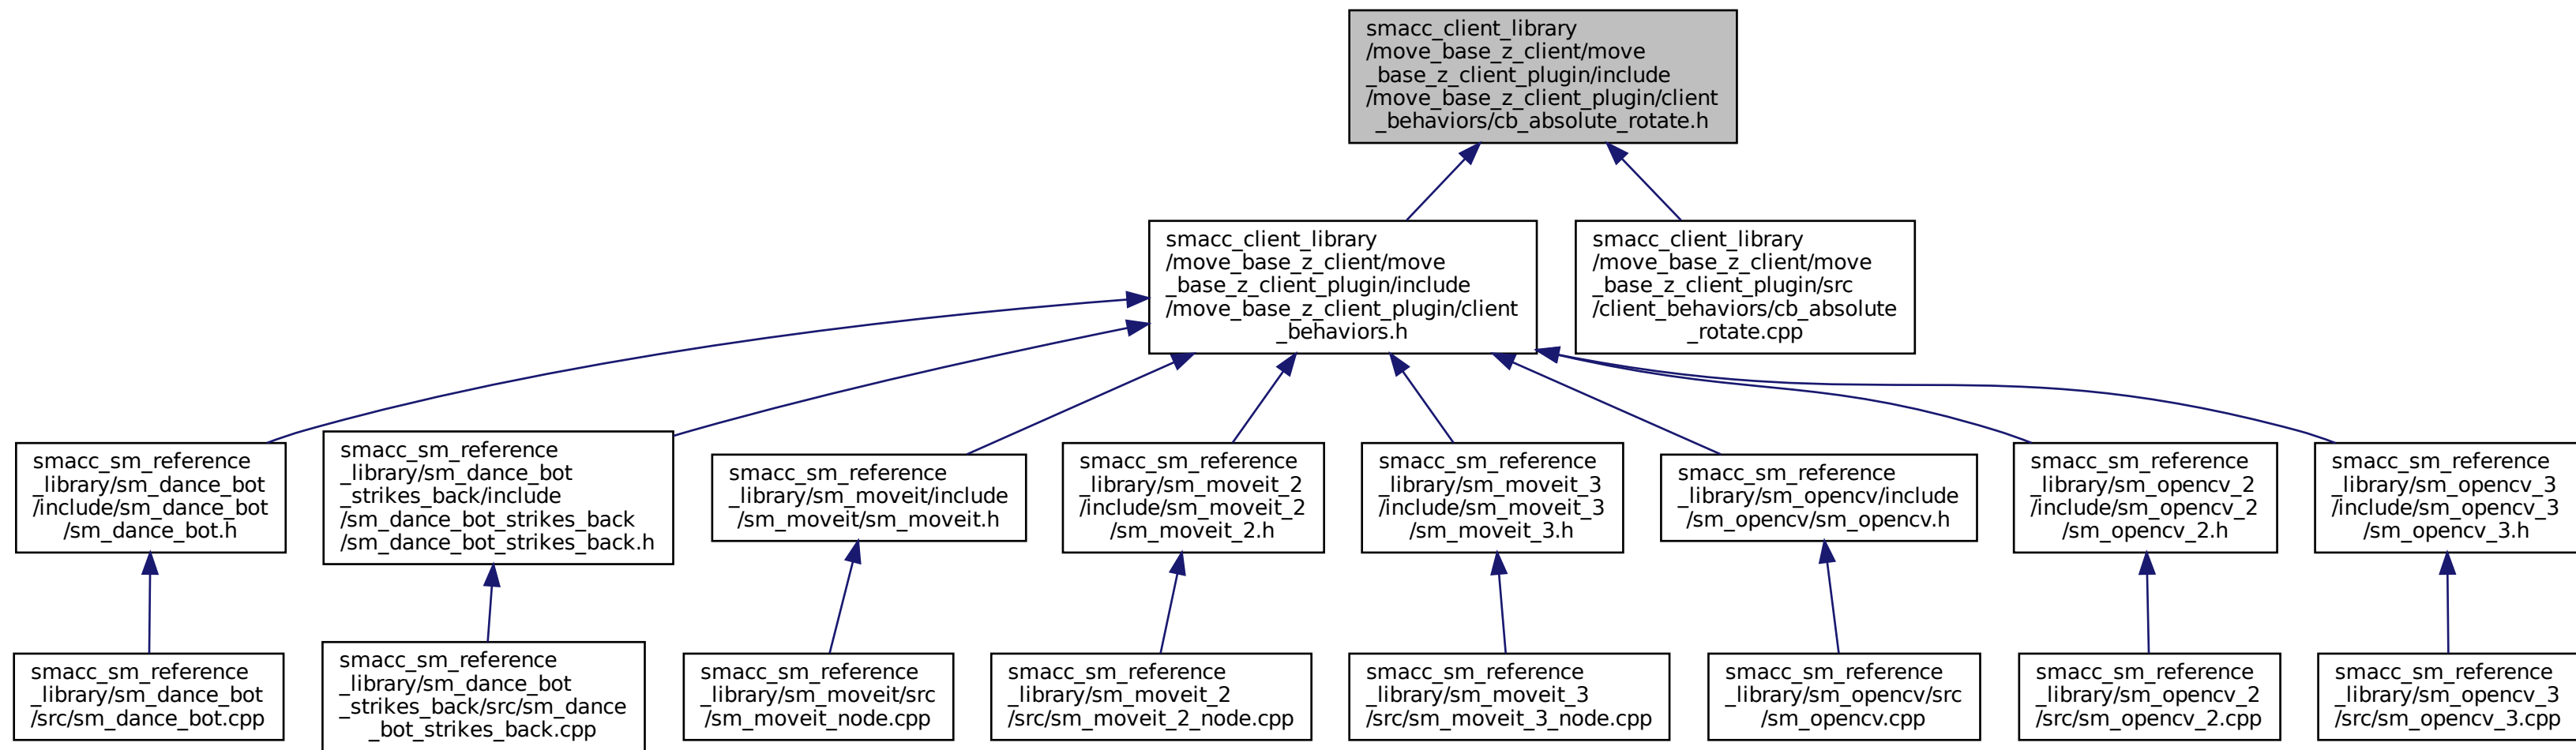 smacc_client_library
/move_base_z_client/move
_base_z_client_plugin/include
/move_base_z_client_plugin/client
_behaviors/cb_absolute_rotate.h
smacc_client_library
/move_base_z_client/move
_base_z_client_plugin/include
/move_base_z_client_plugin/client
_behaviors.h
smacc_client_library
/move_base_z_client/move
_base_z_client_plugin/src
/client_behaviors/cb_absolute
_rotate.cpp
smacc_sm_reference
_library/sm_dance_bot
/include/sm_dance_bot
/sm_dance_bot.h
smacc_sm_reference
_library/sm_dance_bot
_strikes_back/include
/sm_dance_bot_strikes_back
/sm_dance_bot_strikes_back.h
smacc_sm_reference
_library/sm_moveit/include
/sm_moveit/sm_moveit.h
smacc_sm_reference
_library/sm_moveit_2
/include/sm_moveit_2
/sm_moveit_2.h
smacc_sm_reference
_library/sm_moveit_3
/include/sm_moveit_3
/sm_moveit_3.h
smacc_sm_reference
_library/sm_opencv/include
/sm_opencv/sm_opencv.h
smacc_sm_reference
_library/sm_opencv_2
/include/sm_opencv_2
/sm_opencv_2.h
smacc_sm_reference
_library/sm_opencv_3
/include/sm_opencv_3
/sm_opencv_3.h
smacc_sm_reference
_library/sm_dance_bot
/src/sm_dance_bot.cpp
smacc_sm_reference
_library/sm_dance_bot
_strikes_back/src/sm_dance
_bot_strikes_back.cpp
smacc_sm_reference
_library/sm_moveit/src
/sm_moveit_node.cpp
smacc_sm_reference
_library/sm_moveit_2
/src/sm_moveit_2_node.cpp
smacc_sm_reference
_library/sm_moveit_3
/src/sm_moveit_3_node.cpp
smacc_sm_reference
_library/sm_opencv/src
/sm_opencv.cpp
smacc_sm_reference
_library/sm_opencv_2
/src/sm_opencv_2.cpp
smacc_sm_reference
_library/sm_opencv_3
/src/sm_opencv_3.cpp